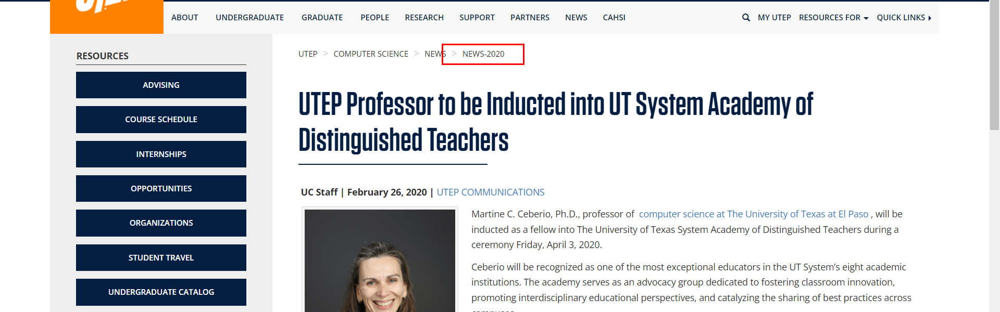 ABOUT UNDERGRADUATE GRADUATE PEOPLE RESEARCH SUPPORT PARTNERS NEWS CAHSI MY UTEP RESOURCES FOR QUICK LINKS
RESOURCES
ADVISING
COURSE SCHEDULE
INTERNSHIPS
OPPORTUNITIES
ORGANIZATIONS
STUDENT TRAVEL
UNDERGRADUATE CATALOG
UTEP > COMPUTER SCIENCE > NEWS > NEWS-2020
UTEP Professor to be Inducted into UT System Academy of
Distinguished Teachers
UC Staff | February 26, 2020 | UTEP COMMUNICATIONS
Martine C. Ceberio, Ph.D., professor of computer science at The University of Texas at El Paso , will be
inducted as a fellow into The University of Texas System Academy of Distinguished Teachers during a
ceremony Friday, April 3, 2020.
Ceberio will be recognized as one of the most exceptional educators in the UT System’s eight academic
institutions. The academy serves as an advocacy group dedicated to fostering classroom innovation,
promoting interdisciplinary educational perspectives, and catalyzing the sharing of best practices across